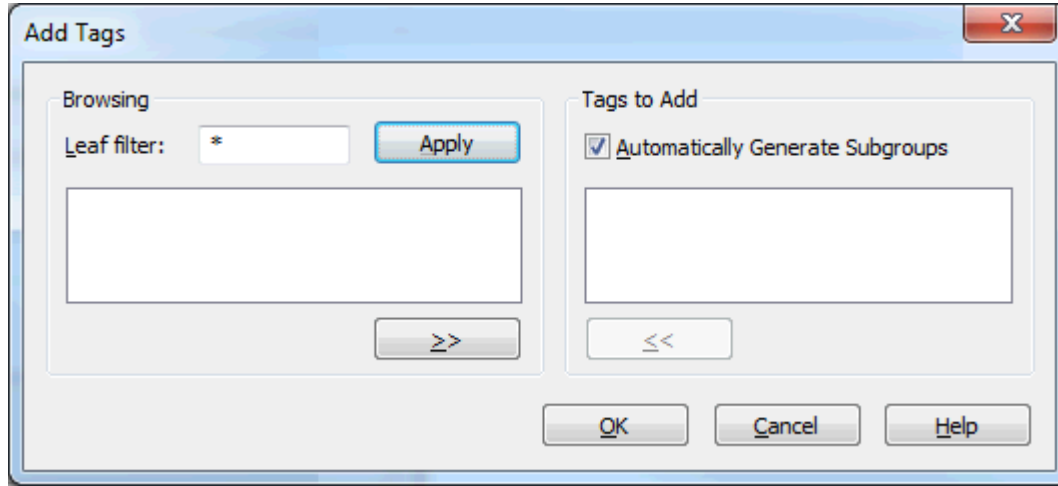 Add Tags
Browsing
Leaf filter: * Apply
>>
Tags to Add
Automatically Generate Subgroups
<<
OK Cancel Help